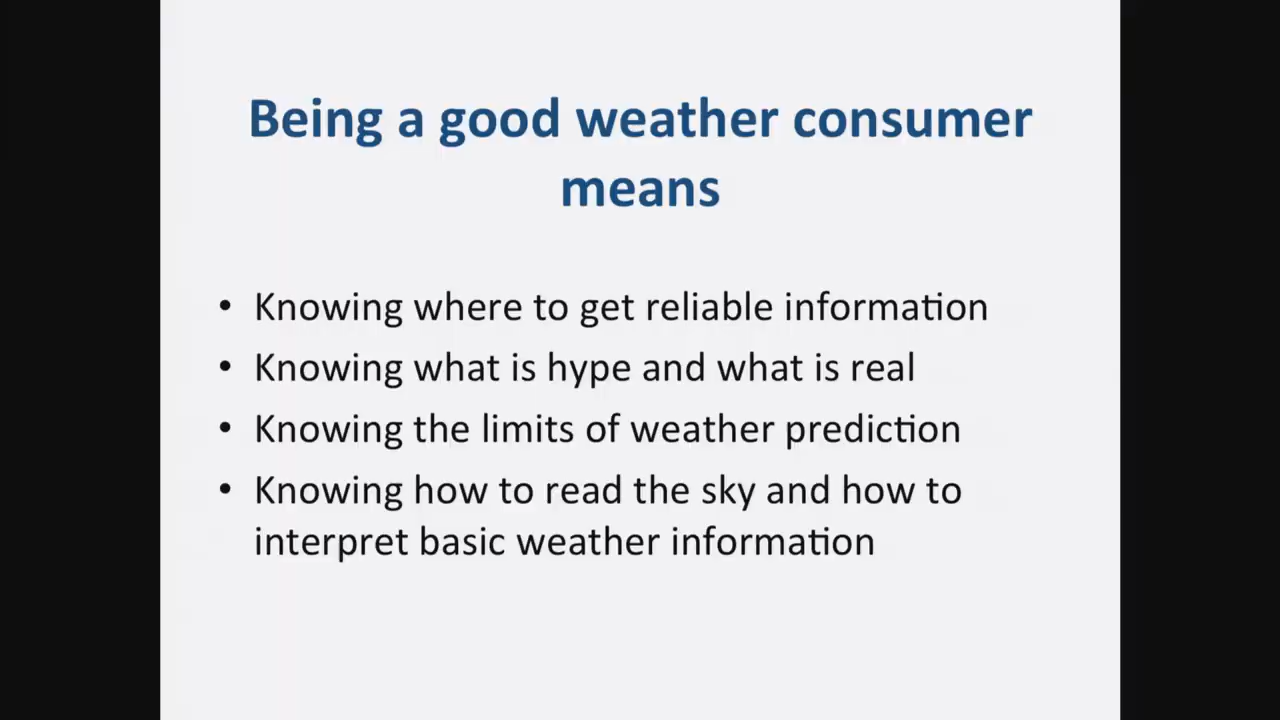 Being a good weather consumer
means
• Knowing where to get reliable information
• Knowing what is hype and what is real
• Knowing the limits of weather prediction
• Knowing how to read the sky and how to
interpret basic weather information